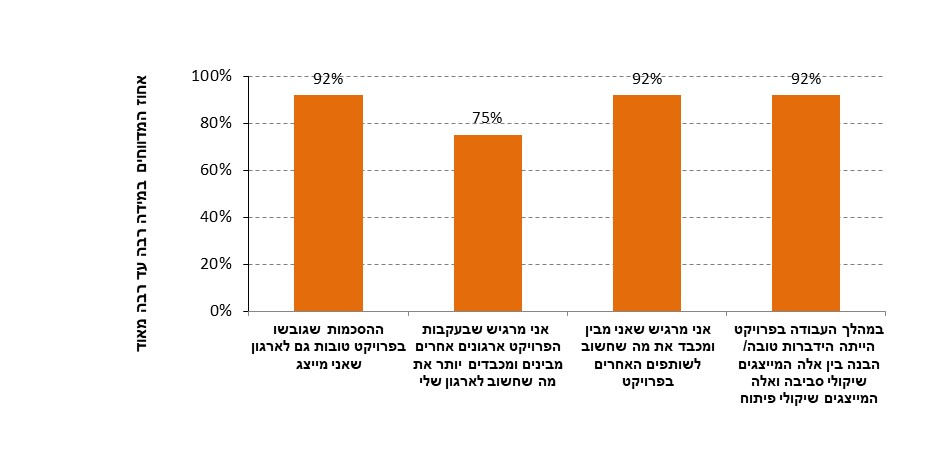 אחוז המדווחים במידה רבה עד רבה מאוד
100%
80%
60%
40%
20%
0%
92%
75%
92%
92%
ההסכמות שגובשו
בפרויקט טובות גם לארגון
שאני מייצג
אני מרגיש שבעקבות
הפרויקט ארגונים אחרים
מבינים ומכבדים יותר את
מה שחשוב לארגון שלי
אני מרגיש שאני מבין
ומכבד את מה שחשוב
לשותפים האחרים
בפרויקט
במהלך העבודה בפרויקט
הייתה הידברות טובה/
הבנה בין אלה המייצגים
שיקולי סביבה ואלה
המייצגים שיקולי פיתוח